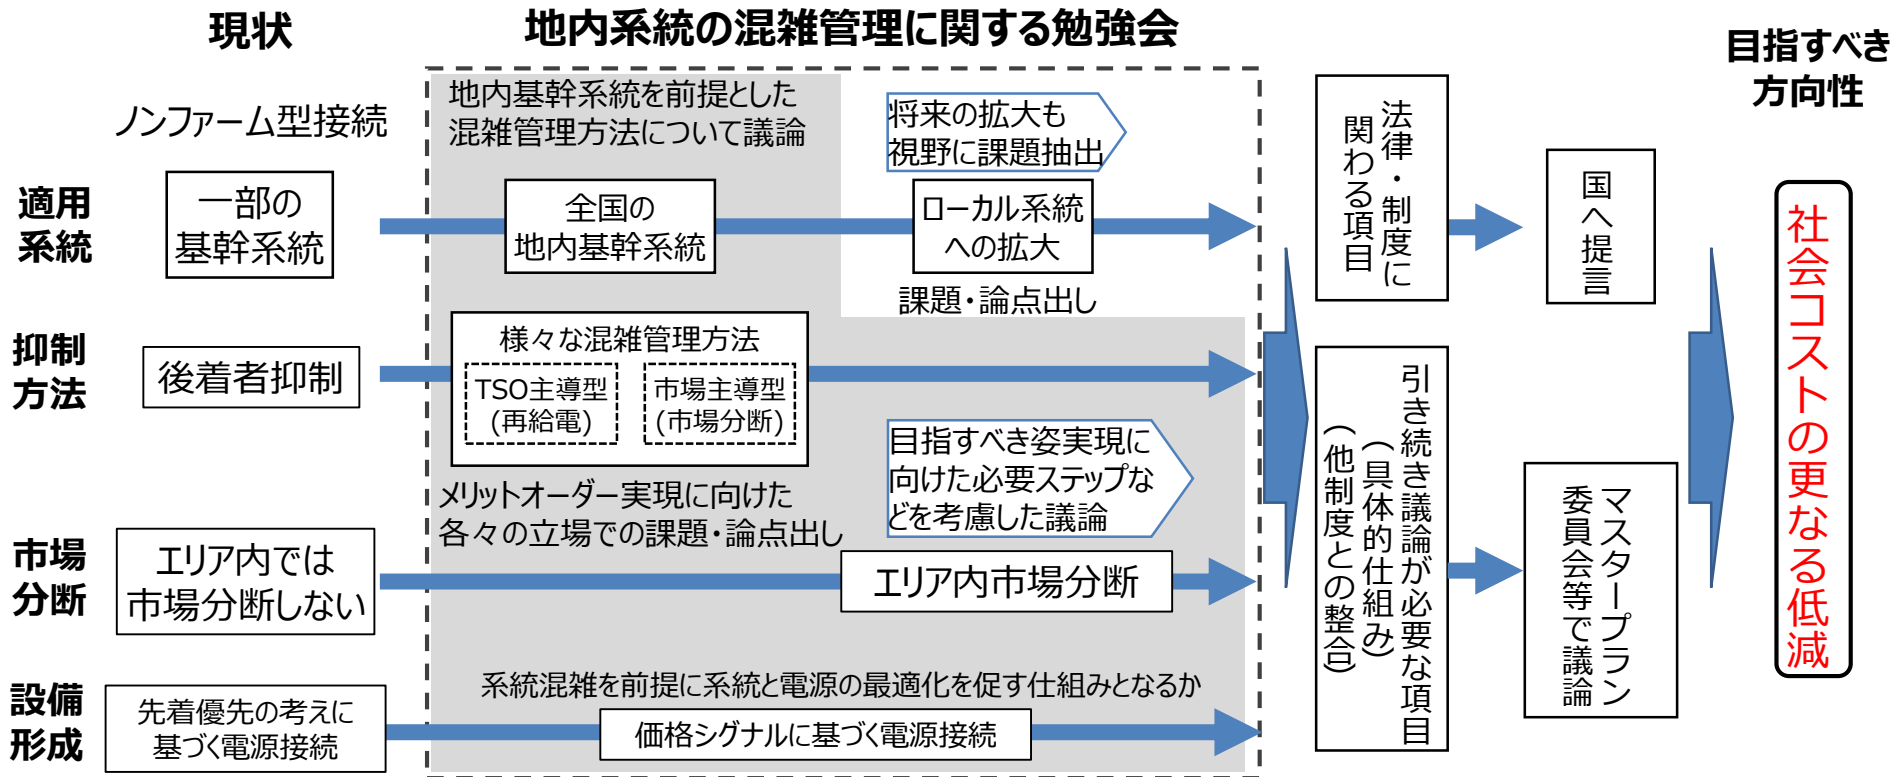 現状
地内系統の混雑管理に関する勉強会
目指すべき
方向性
ノンファーム型接続
地内基幹系統を前提とした
混雑管理方法について議論
将来の拡大も
視野に課題抽出
適用
系統
一部の
基幹系統
全国の
地内基幹系統
ローカル系統
への拡大
課題・論点出し
抑制
方法
後着者抑制
様々な混雑管理方法
TSO主導型
(再給電)
市場主導型
(市場分断)
メリットオーダー実現に向けた
各々の立場での課題・論点出し
目指すべき姿実現に
向けた必要ステップな
どを考慮した議論
市場
分断
エリア内では
市場分断しない
エリア内市場分断
設備
形成
先着優先の考えに
基づく電源接続
系統混雑を前提に系統と電源の最適化を促す仕組みとなるか
価格シグナルに基づく電源接続
法律・制度に
関わる項目
国へ提言
引き続き議論が必要な項目
(具体的仕組み)
(他制度との整合)
マスタープラン
委員会等で議論
社会コストの更なる低減